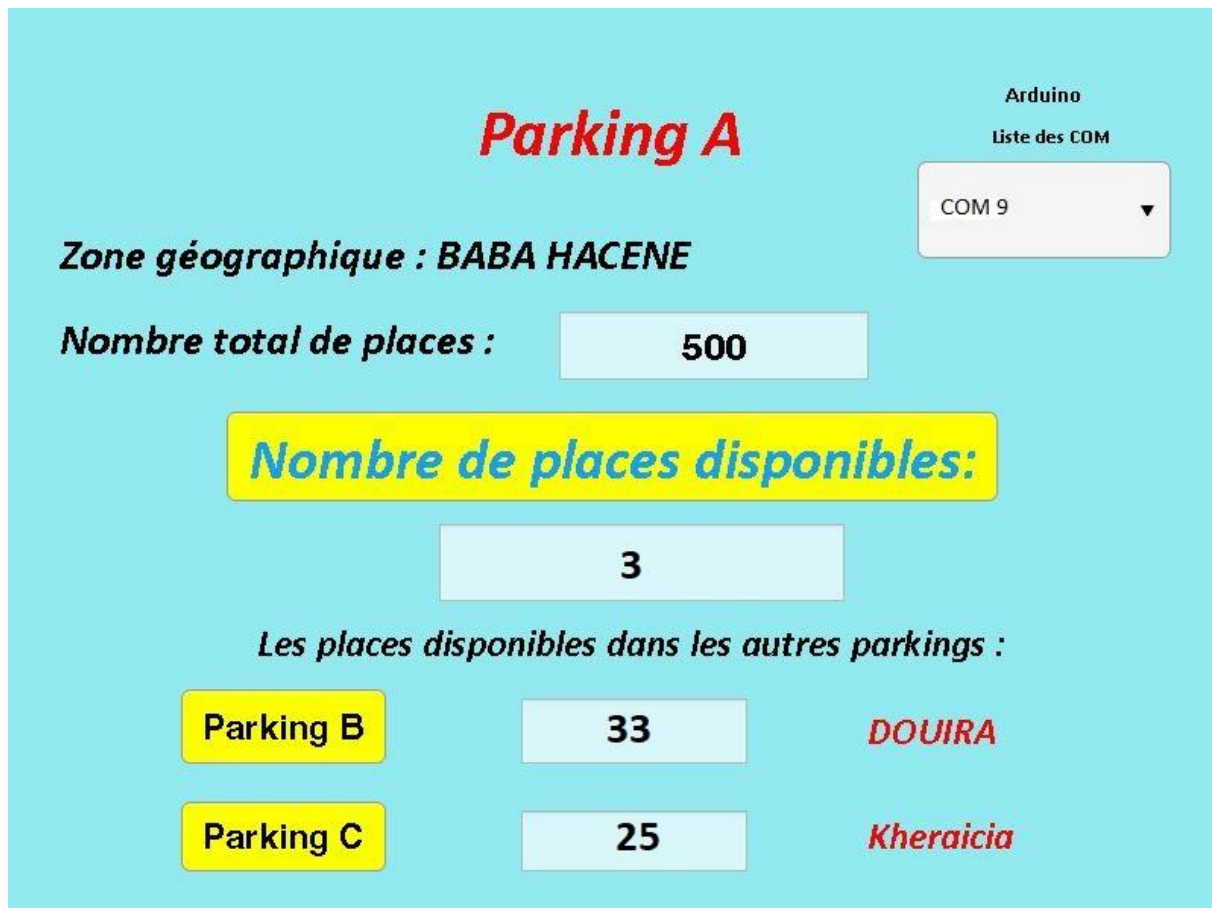 Arduino
Parking A
Liste des COM
COM 9 ▼
Zone géographique : BABA HACENE
Nombre total de places : 500
Nombre de places disponibles:
3
Les places disponibles dans les autres parkings :
Parking B 33 DOUIRA
Parking C 25 Kheraicia